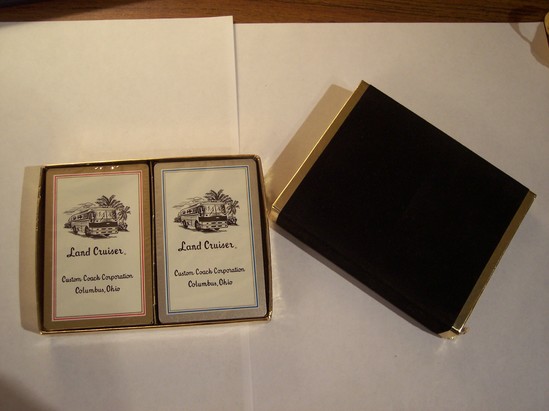 Land Cruiser
Custom Coach Corporation
Columbus, Ohio
Land Cruiser
Custom Coach Corporation
Columbus, Ohio